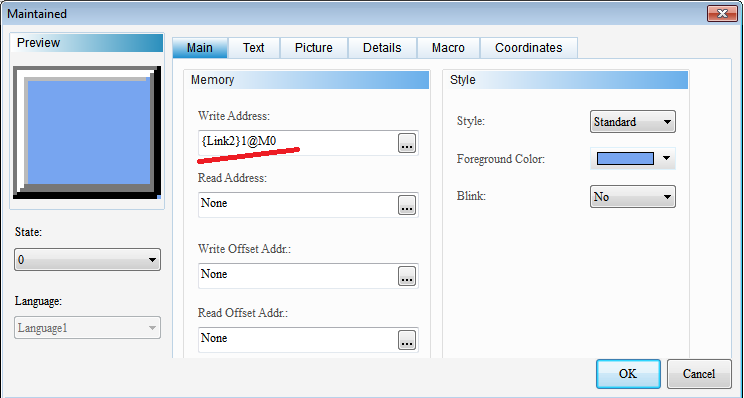 Maintained
Preview
Main Text Picture Details Macro Coordinates
Memory
Style
Write Address:
{Link2}1@M0
...
Read Address:
None
...
Write Offset Addr.:
None
...
Read Offset Addr.:
None
...
Style:
Standard
Foreground Color:
Blink:
No
State:
0
Language:
Language1
OK
Cancel